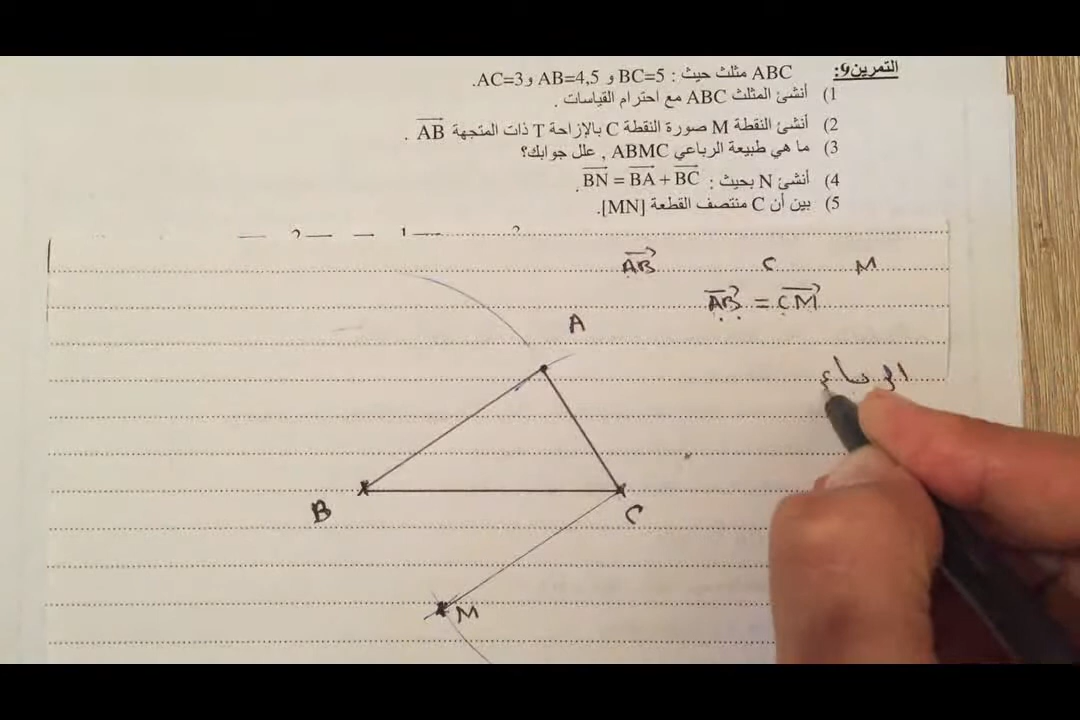 التمرين9:
ABC مثلث حيث : BC=5 و AB=4,5 و AC=3.
1) أنشئ المثلث ABC مع احترام القياسات .
2) أنشئ النقطة M صورة النقطة C بالإزاحة T ذات المتجهة AB .
3) ما هي طبيعة الرباعي ABMC , علل جوابك؟
4) أنشئ N بحيث : BN = BA + BC .
5) بين أن C منتصف القطعة [MN].
AB C M
AB = CM
A
الرباع
B
C
M